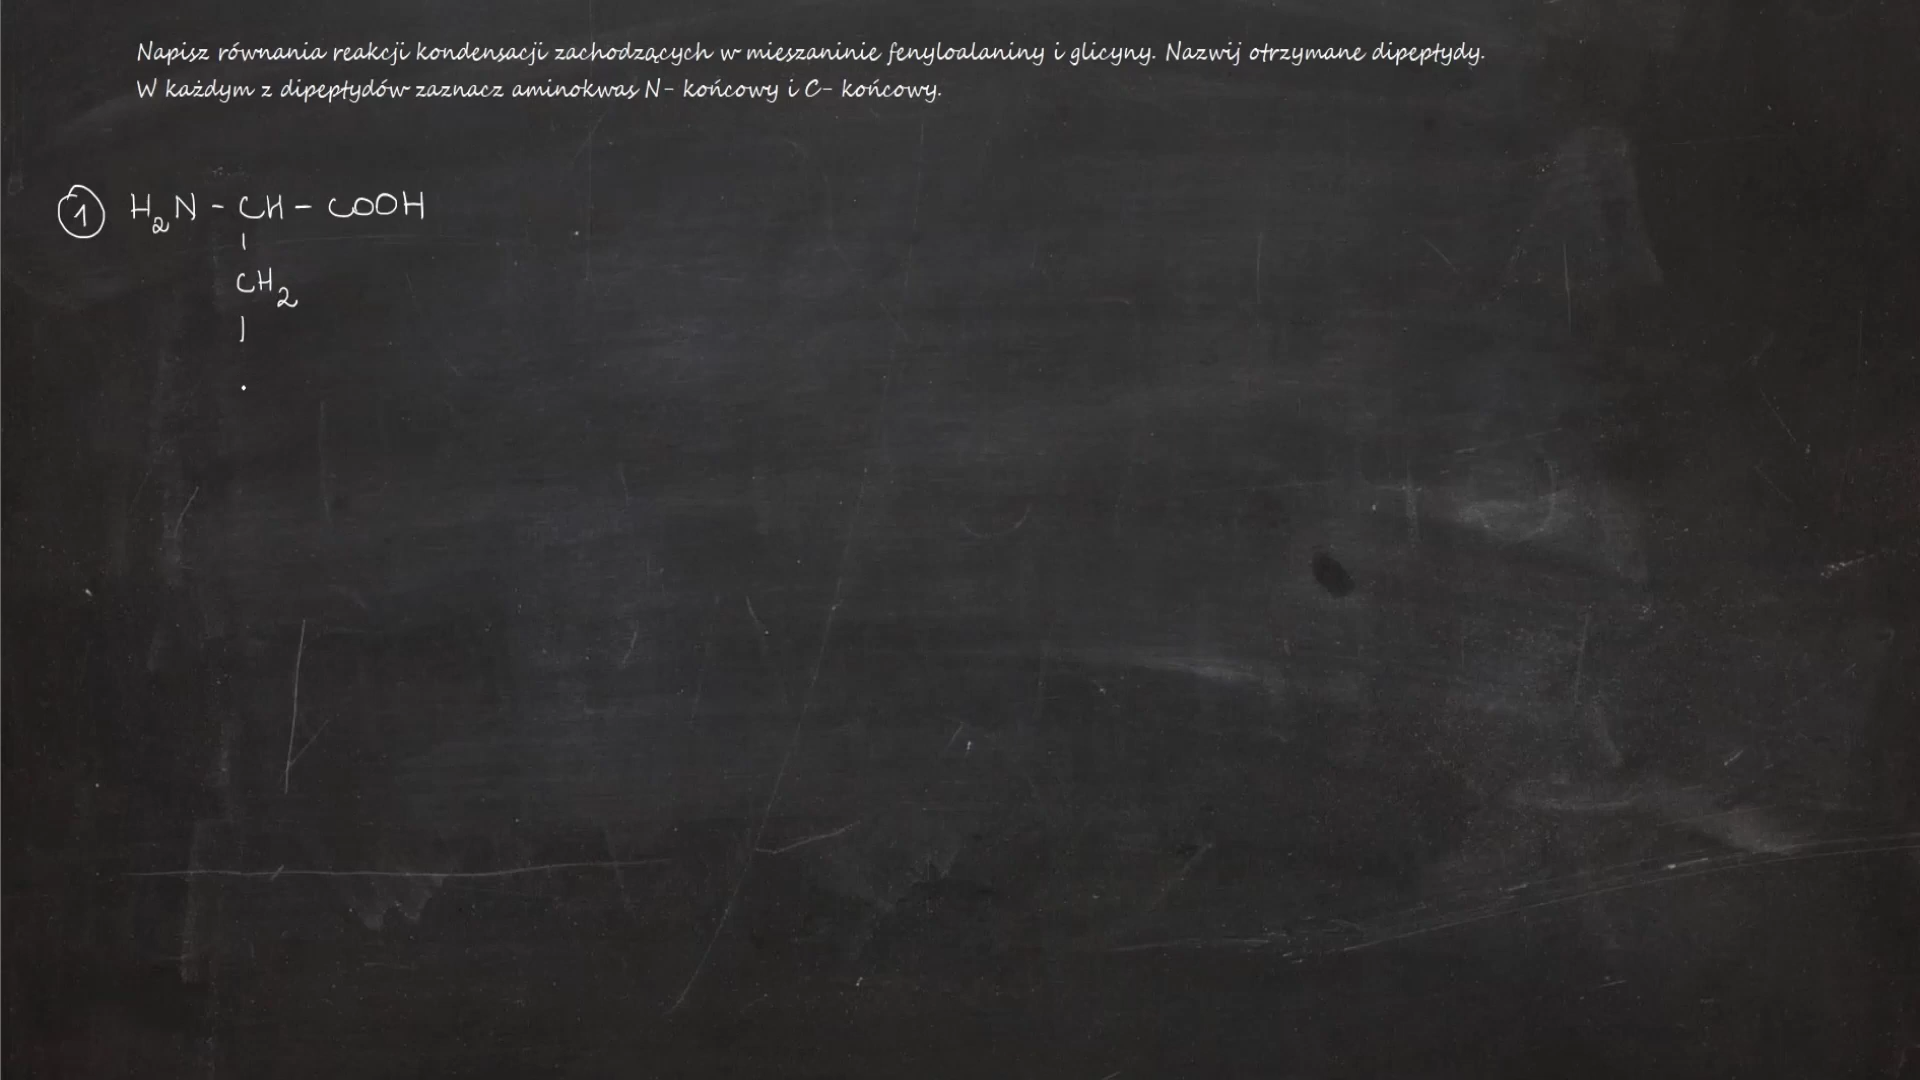 Napisz równania reakcji kondensacji zachodzących w mieszaninie fenyloalaniny i glicyny. Nazwij otrzymane dipeptydy.
W każdym z dipeptydów zaznacz aminokwas N- końcowy i C- końcowy.
1 H2N - CH - COOH
CH2